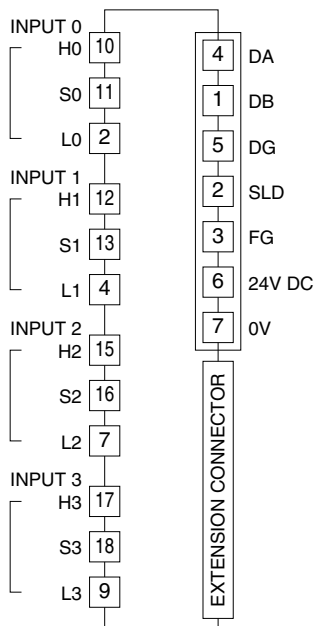 INPUT 0
H0 10
S0 11
L0 2
INPUT 1
H1 12
S1 13
L1 4
INPUT 2
H2 15
S2 16
L2 7
INPUT 3
H3 17
S3 18
L3 9
4 DA
1 DB
5 DG
2 SLD
3 FG
6 24V DC
7 0V
EXTENSION CONNECTOR